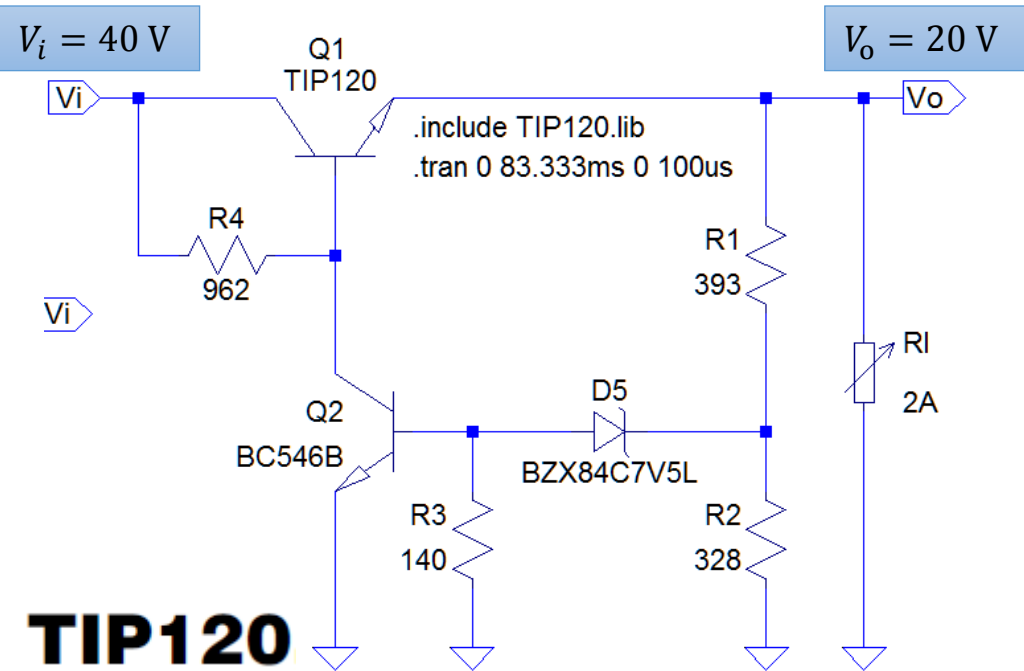 Vᵢ = 40 V
Vₒ = 20 V
Q1
TIP120
Vi
Vo
.include TIP120.lib
.tran 0 83.333ms 0 100us
R4
962
R1
393
Vi
Rl
2A
D5
BZX84C7V5L
Q2
BC546B
R3
140
R2
328
TIP120